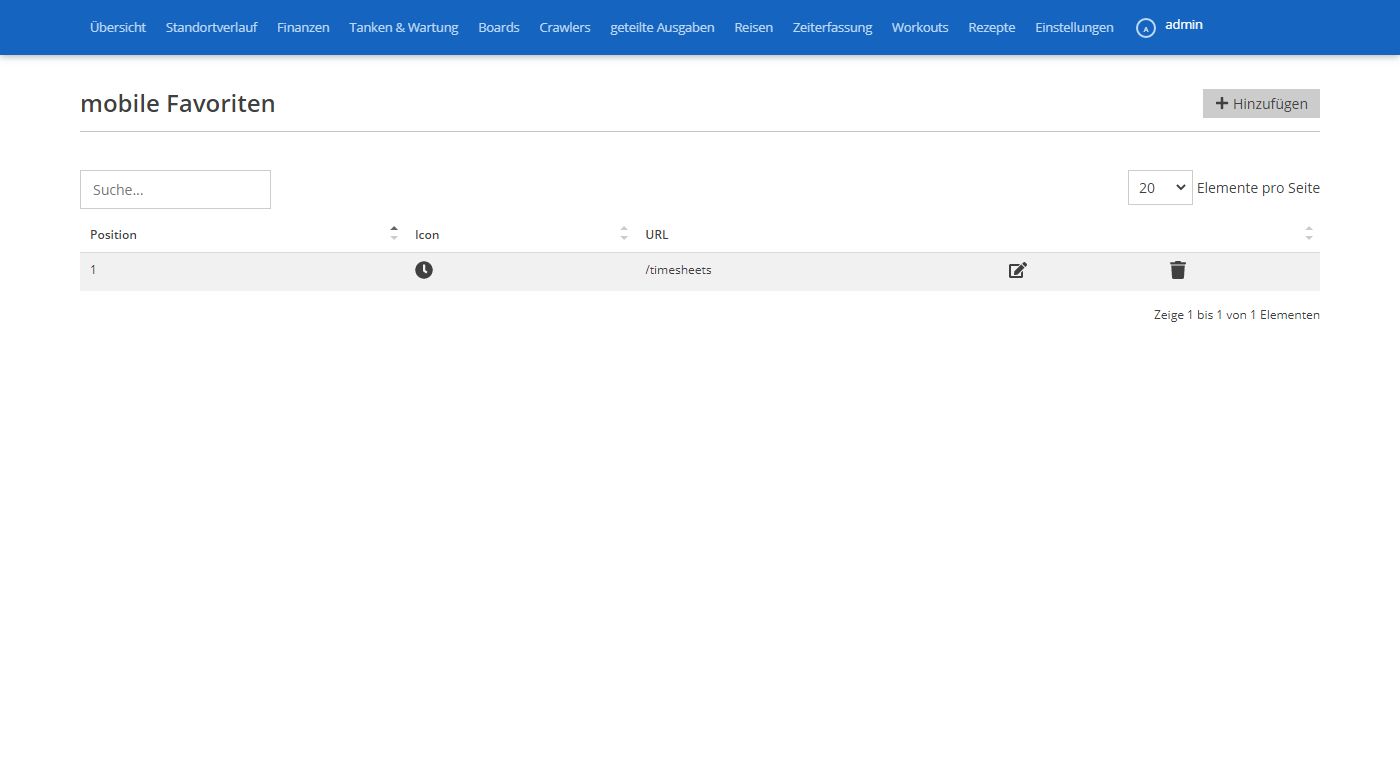 Übersicht Standortverlauf Finanzen Tanken & Wartung Boards Crawlers geteilte Ausgaben Reisen Zeiterfassung Workouts Rezepte Einstellungen A admin
mobile Favoriten Hinzufügen
Suche... 20 Elemente pro Seite
Position Icon URL
1 /timesheets
Zeige 1 bis 1 von 1 Elementen